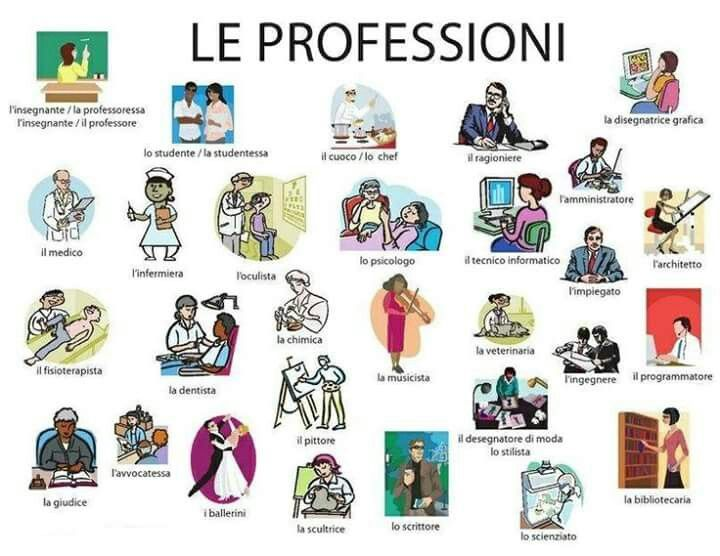 LE PROFESSIONI
l'insegnante / la professoressa
l'insegnante / il professore
lo studente / la studentessa
il cuoco / lo chef
il ragioniere
la disegnatrice grafica
l'amministratore
il medico
l'infermiera
l'oculista
lo psicologo
il tecnico informatico
l'impiegato
l'architetto
il fisioterapista
la dentista
la chimica
la musicista
la veterinaria
l'ingegnere
il programmatore
la giudice
l'avvocatessa
i ballerini
il pittore
la scultrice
lo scrittore
il desegnatore di moda
lo stilista
lo scienziato
la bibliotecaria